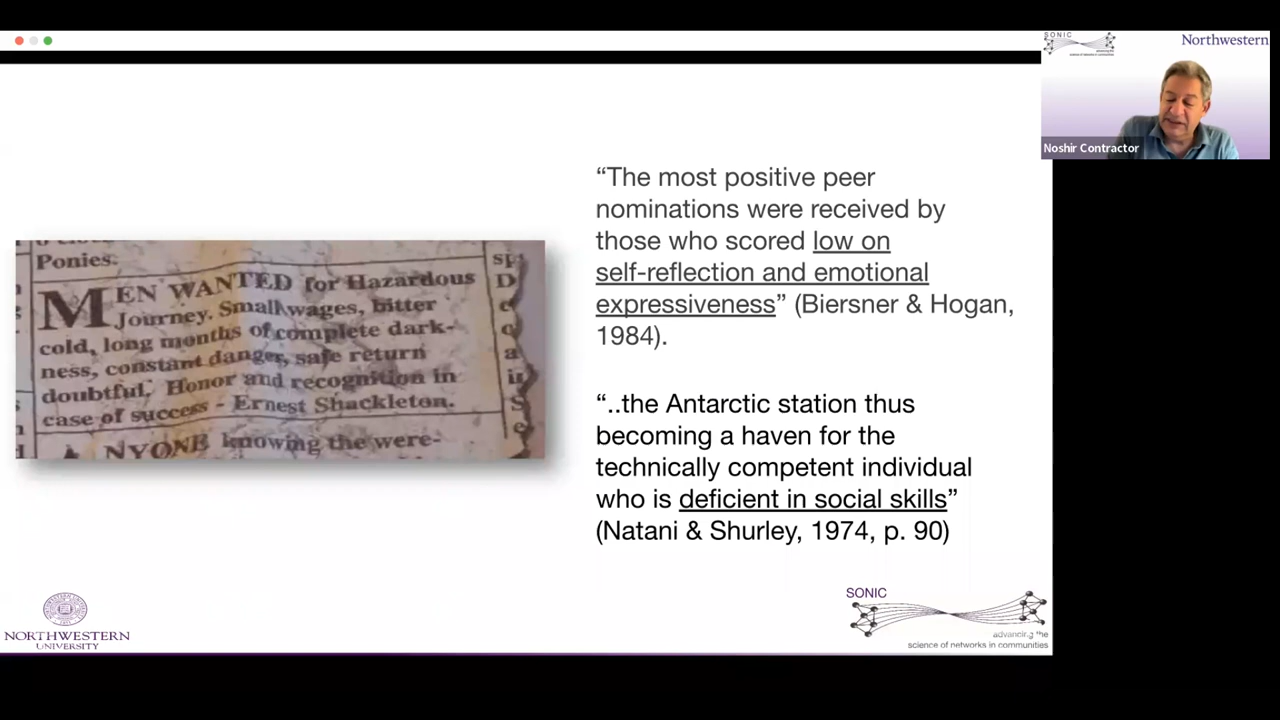 SONIC
Northwestern
Noshir Contractor
“The most positive peer
nominations were received by
those who scored low on
self-reflection and emotional
expressiveness” (Biersner & Hogan,
1984).
“..the Antarctic station thus
becoming a haven for the
technically competent individual
who is deficient in social skills”
(Natani & Shurley, 1974, p. 90)
Ponies.
MEN WANTED for Hazardous
Journey. Small wages, bitter
cold, long months of complete dark-
ness, constant danger, safe return
doubtful. Honor and recognition in
case of success - Ernest Shackleton.
NYONE knowing the were-
NORTHWESTERN
UNIVERSITY
SONIC
advancing the
science of networks in communities